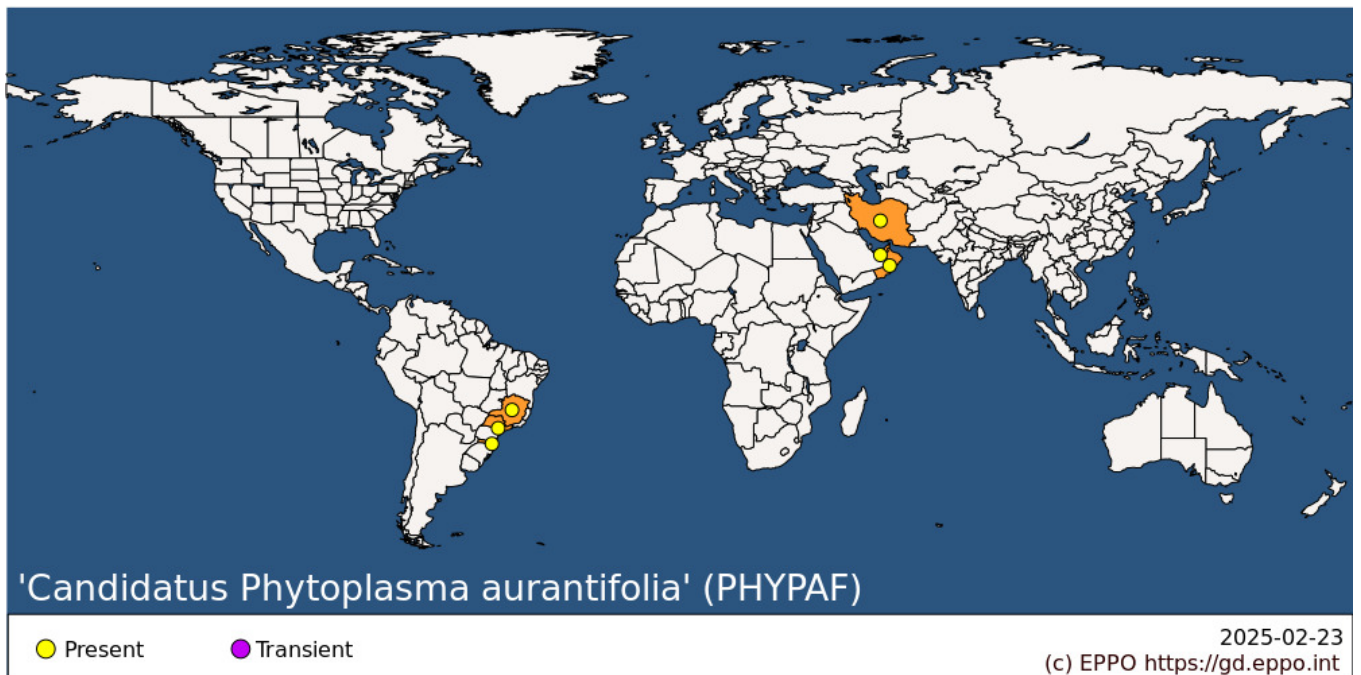 'Candidatus Phytoplasma aurantifolia' (PHYPAF)
Present
Transient
2025-02-23
(c) EPPO https://gd.eppo.int